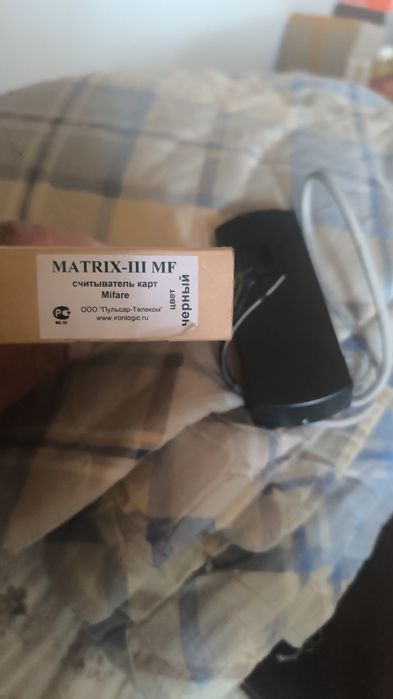 MATRIX-III MF
считыватель карт
Mifare
ООО "Пульсар-Телеком"
www.ironlogic.ru
цвет
черный